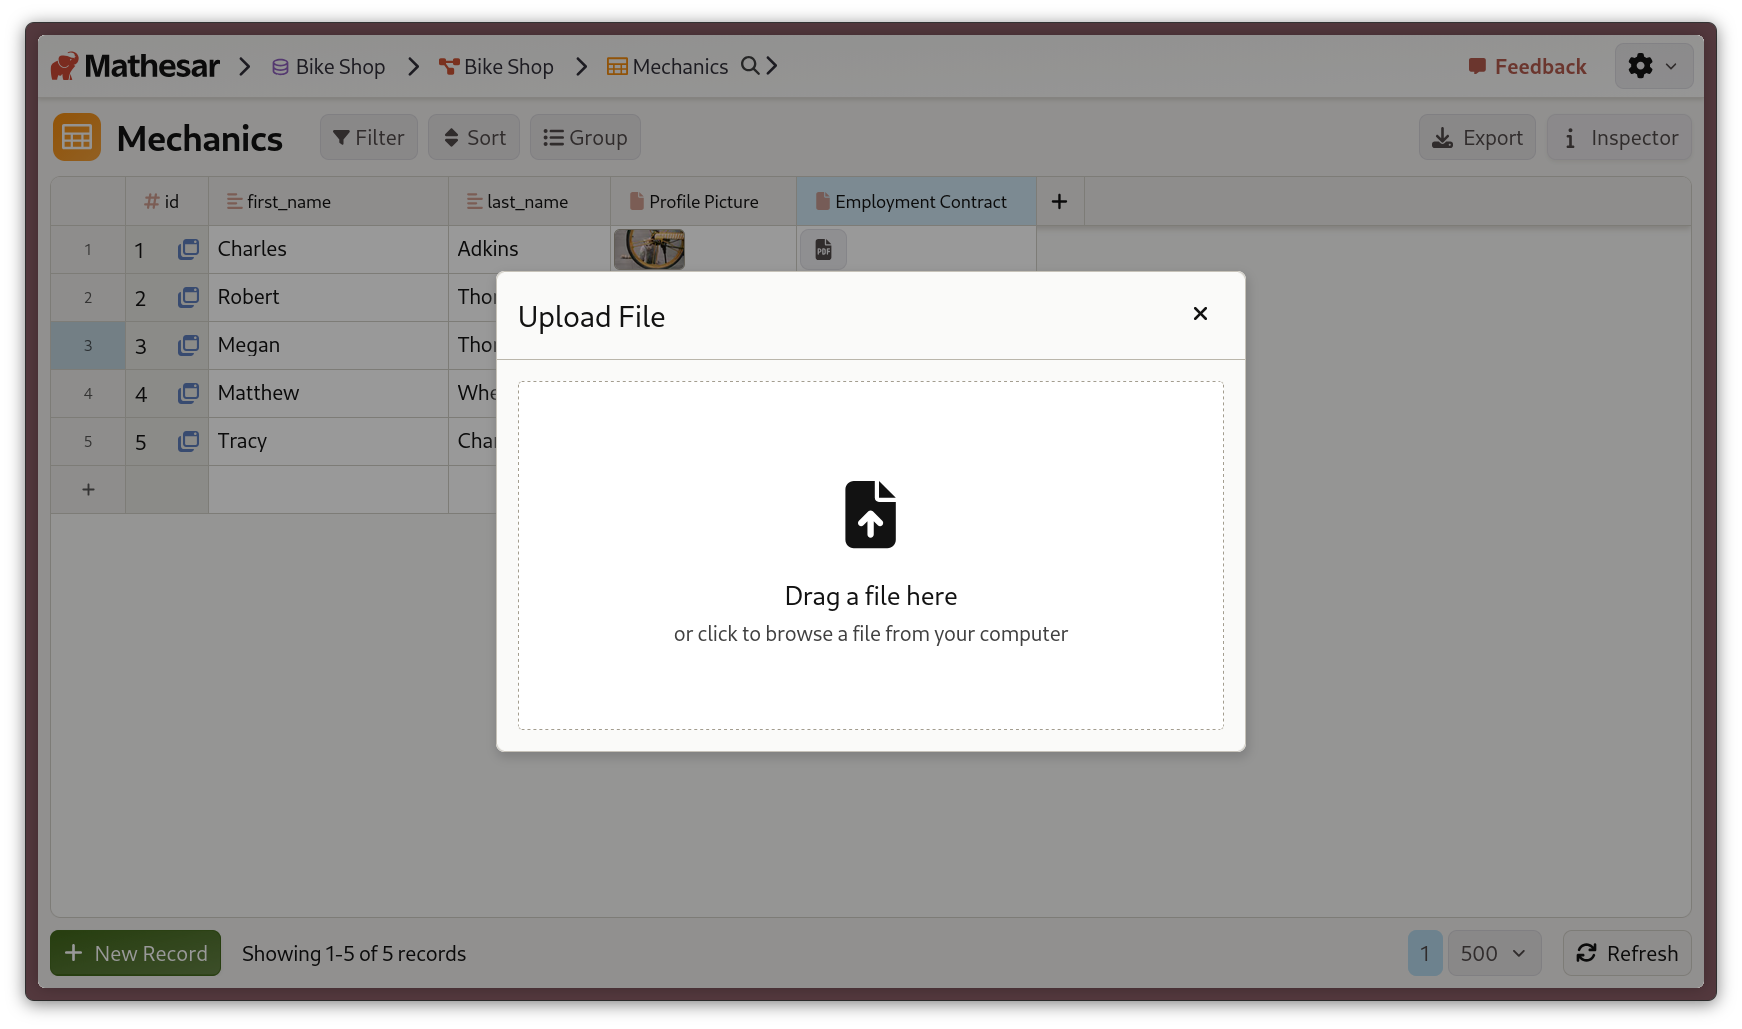 Mathesar Bike Shop Bike Shop Mechanics Feedback
Mechanics Filter Sort Group Export Inspector
# id first_name last_name Profile Picture Employment Contract +
1 1 Charles Adkins PDF
2 2 Robert Thor
3 3 Megan Thor
4 4 Matthew Whe
5 5 Tracy Char
+
Upload File
Drag a file here
or click to browse a file from your computer
+ New Record Showing 1-5 of 5 records 1 500 Refresh